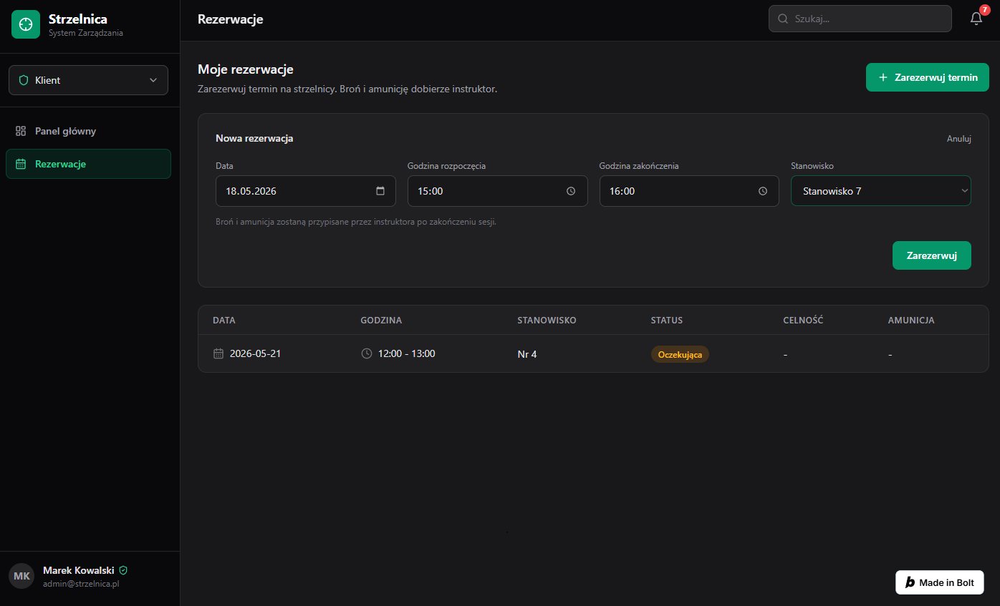 Strzelnica
System Zarządzania
Rezerwacje
Szukaj...
7
Klient
Panel główny
Rezerwacje
Moje rezerwacje
Zarezerwuj termin na strzelnicy. Broń i amunicję dobierze instruktor.
+ Zarezerwuj termin
Nowa rezerwacja
Anuluj
Data
Godzina rozpoczęcia
Godzina zakończenia
Stanowisko
18.05.2026
15:00
16:00
Stanowisko 7
Broń i amunicja zostaną przypisane przez instruktora po zakończeniu sesji.
Zarezerwuj
DATA GODZINA STANOWISKO STATUS CELNOŚĆ AMUNICJA
2026-05-21 12:00 - 13:00 Nr 4 Oczekująca - -
MK
Marek Kowalski
admin@strzelnica.pl
b Made in Bolt